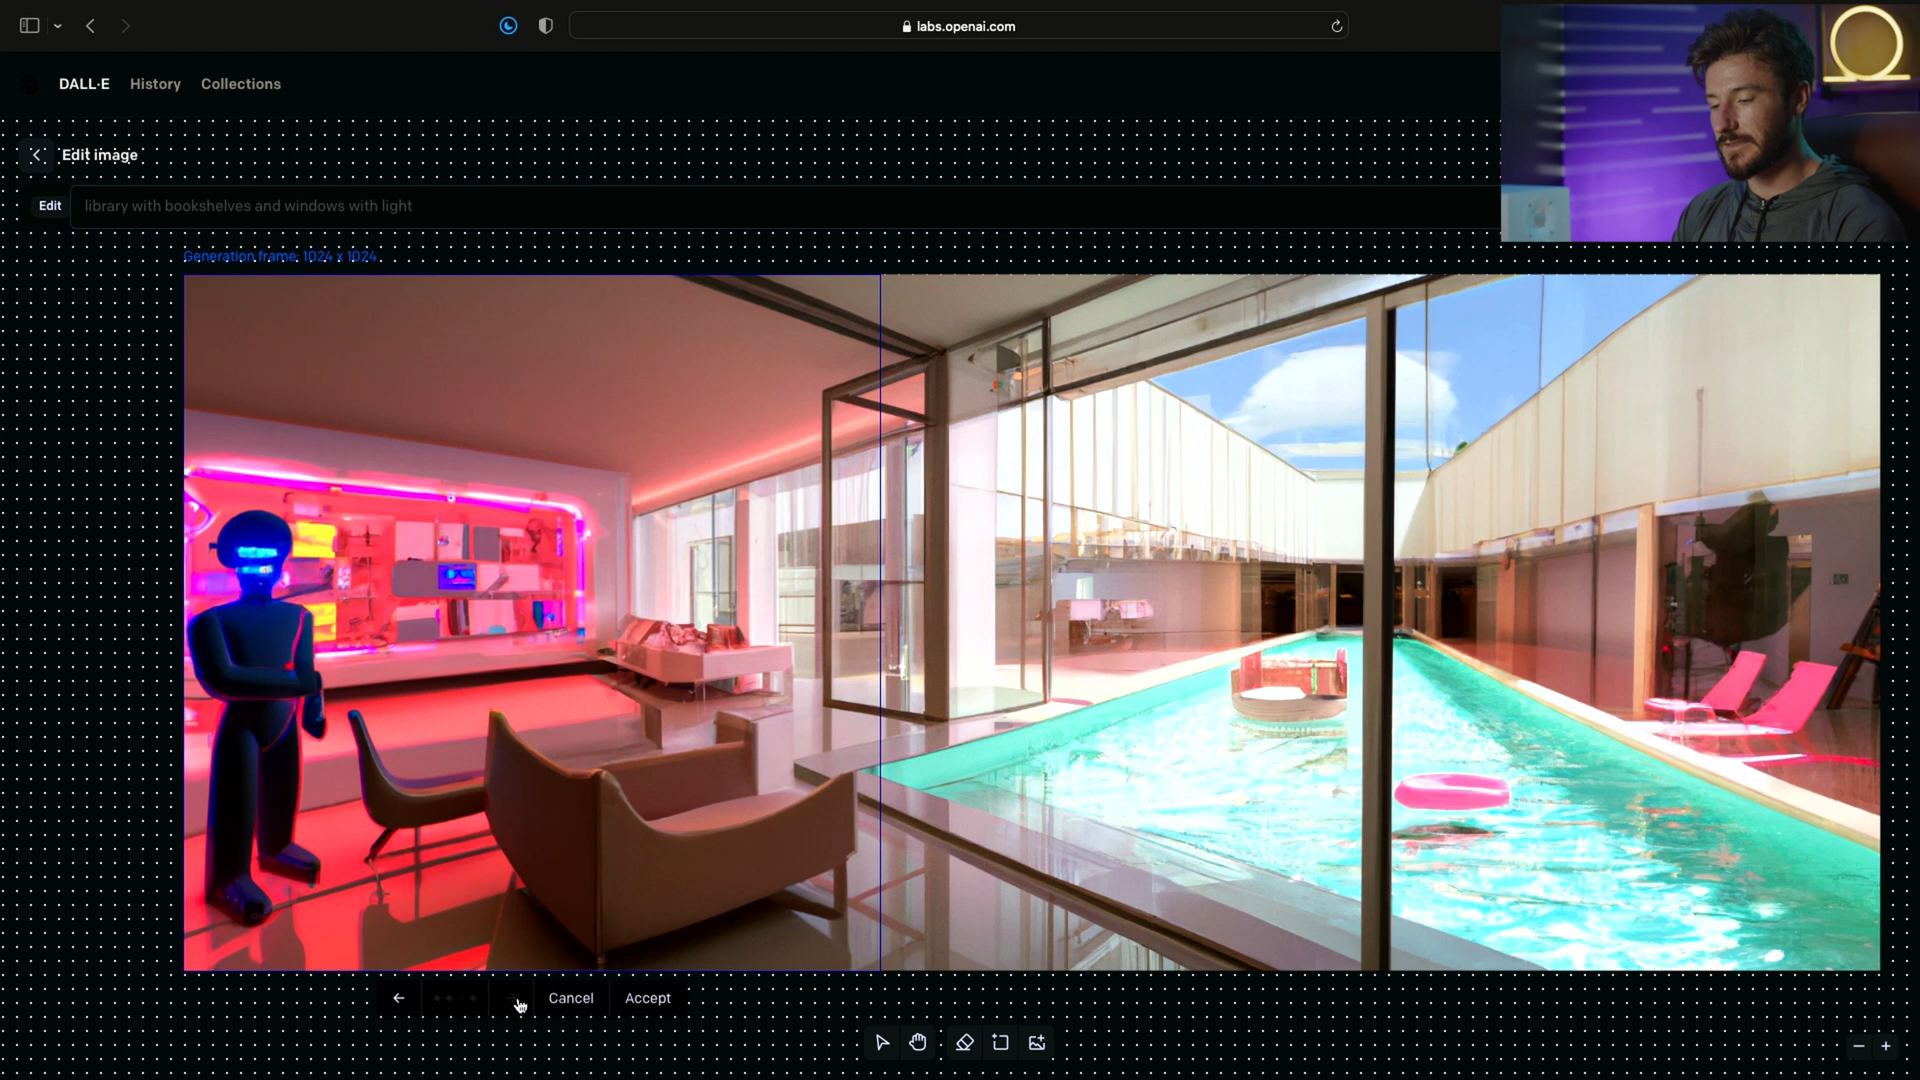 labs.openai.com
DALL·E History Collections
Edit image
Edit library with bookshelves and windows with light
Generation frame: 1024 x 1024
Cancel Accept